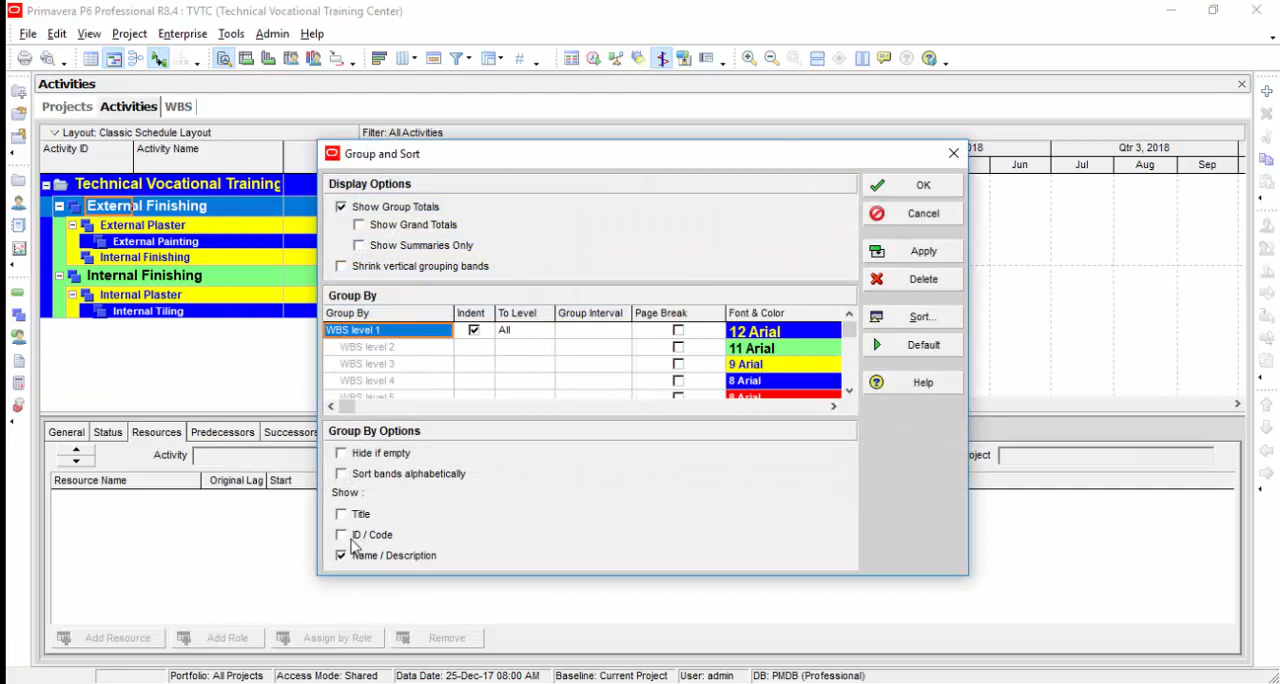 Primavera P6 Professional R8.4 : TVTC (Technical Vocational Training Center)
File Edit View Project Enterprise Tools Admin Help
Activities
Projects Activities WBS
Layout: Classic Schedule Layout Filter: All Activities
Activity ID Activity Name 018 Qtr 3, 2018
Jun Jul Aug Sep
Technical Vocational Training
External Finishing
External Plaster
External Painting
Internal Finishing
Internal Finishing
Internal Plaster
Internal Tiling
Group and Sort
Display Options
Show Group Totals
Show Grand Totals
Show Summaries Only
Shrink vertical grouping bands
Group By
Group By Indent To Level Group Interval Page Break Font & Color
WBS level 1 All 12 Arial
WBS level 2 11 Arial
WBS level 3 9 Arial
WBS level 4 8 Arial
WBS level 5 8 Arial
Group By Options
Hide if empty
Sort bands alphabetically
Show :
Title
ID / Code
Name / Description
OK
Cancel
Apply
Delete
Sort...
Default
Help
General Status Resources Predecessors Successors
Activity oject
Resource Name Original Lag Start
Add Resource Add Role Assign by Role Remove
Portfolio: All Projects Access Mode: Shared Data Date: 25-Dec-17 08:00 AM Baseline: Current Project User: admin DB: PMDB (Professional)